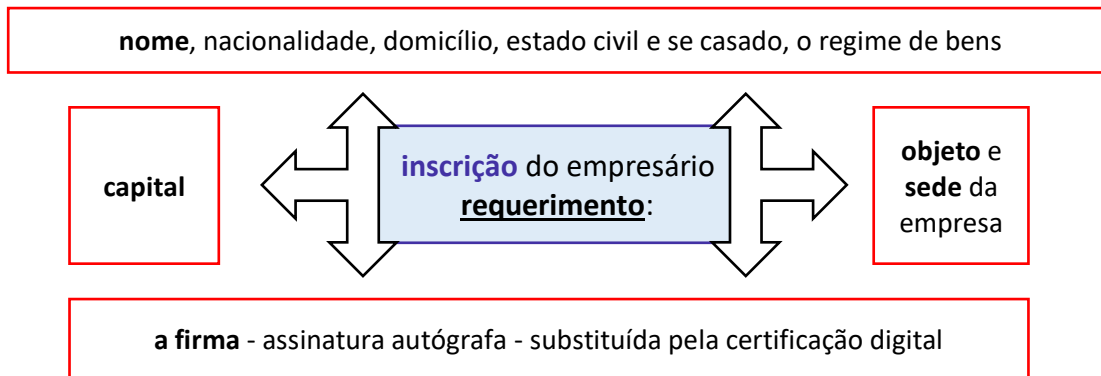 nome, nacionalidade, domicílio, estado civil e se casado, o regime de bens
capital
inscrição do empresário
requerimento:
objeto e
sede da
empresa
a firma - assinatura autógrafa - substituída pela certificação digital